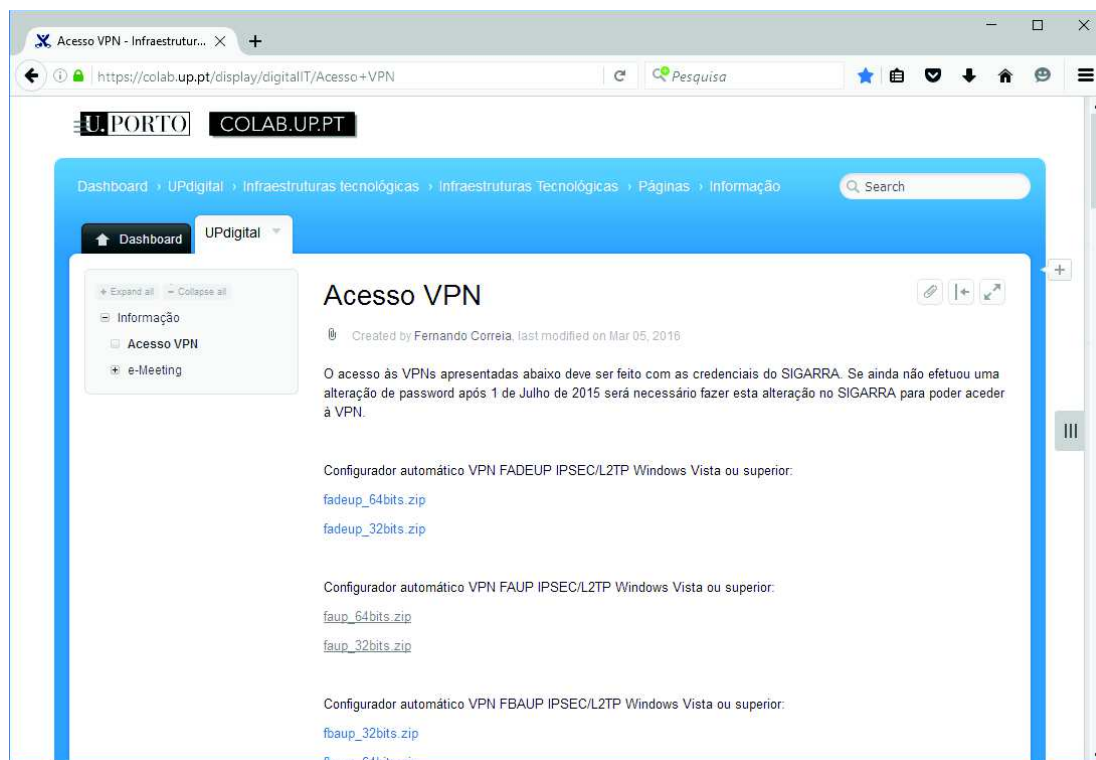 Acesso VPN - Infraestrutur...
https://colab.up.pt/display/digitalIT/Acesso+VPN
Pesquisa
U. PORTO COLAB.UP.PT
Dashboard › UPdigital › Infraestruturas tecnológicas › Infraestruturas Tecnológicas › Páginas › Informação
Search
Dashboard
UPdigital
+ Expand all - Collapse all
Informação
Acesso VPN
e-Meeting
Acesso VPN
Created by Fernando Correia, last modified on Mar 05, 2016
O acesso às VPNs apresentadas abaixo deve ser feito com as credenciais do SIGARRA. Se ainda não efetuou uma
alteração de password após 1 de Julho de 2015 será necessário fazer esta alteração no SIGARRA para poder aceder
à VPN.
Configurador automático VPN FADEUP IPSEC/L2TP Windows Vista ou superior:
fadeup_64bits.zip
fadeup_32bits.zip
Configurador automático VPN FAUP IPSEC/L2TP Windows Vista ou superior:
faup_64bits.zip
faup_32bits.zip
Configurador automático VPN FBAUP IPSEC/L2TP Windows Vista ou superior:
fbaup_32bits.zip